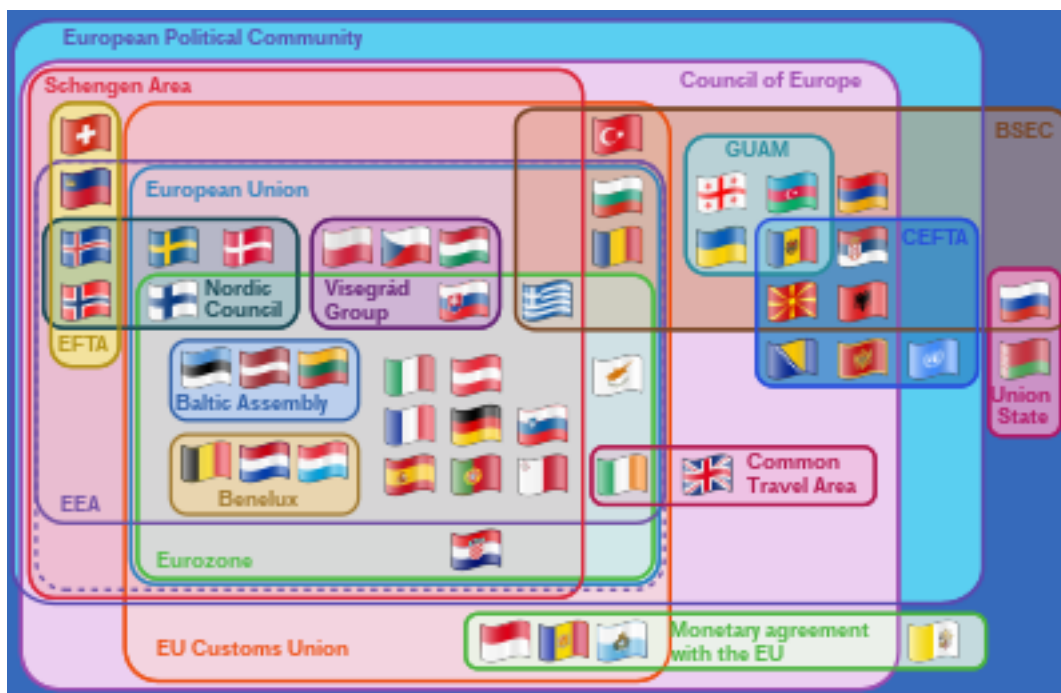 European Political Community
Schengen Area
Council of Europe
BSEC
GUAM
European Union
CEFTA
Nordic
Council
Visegrád
Group
EFTA
Baltic Assembly
Union
State
Common
Travel Area
Benelux
EEA
Eurozone
EU Customs Union
Monetary agreement
with the EU